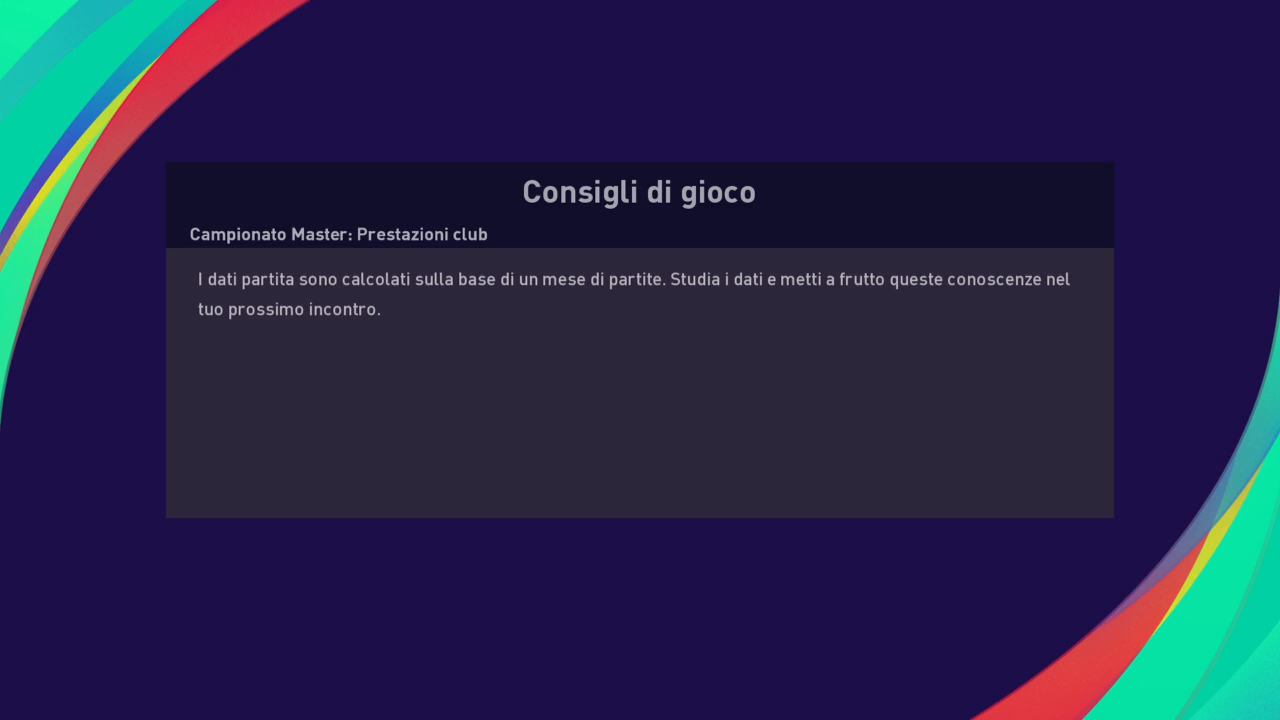 Consigli di gioco
Campionato Master: Prestazioni club
I dati partita sono calcolati sulla base di un mese di partite. Studia i dati e metti a frutto queste conoscenze nel
tuo prossimo incontro.